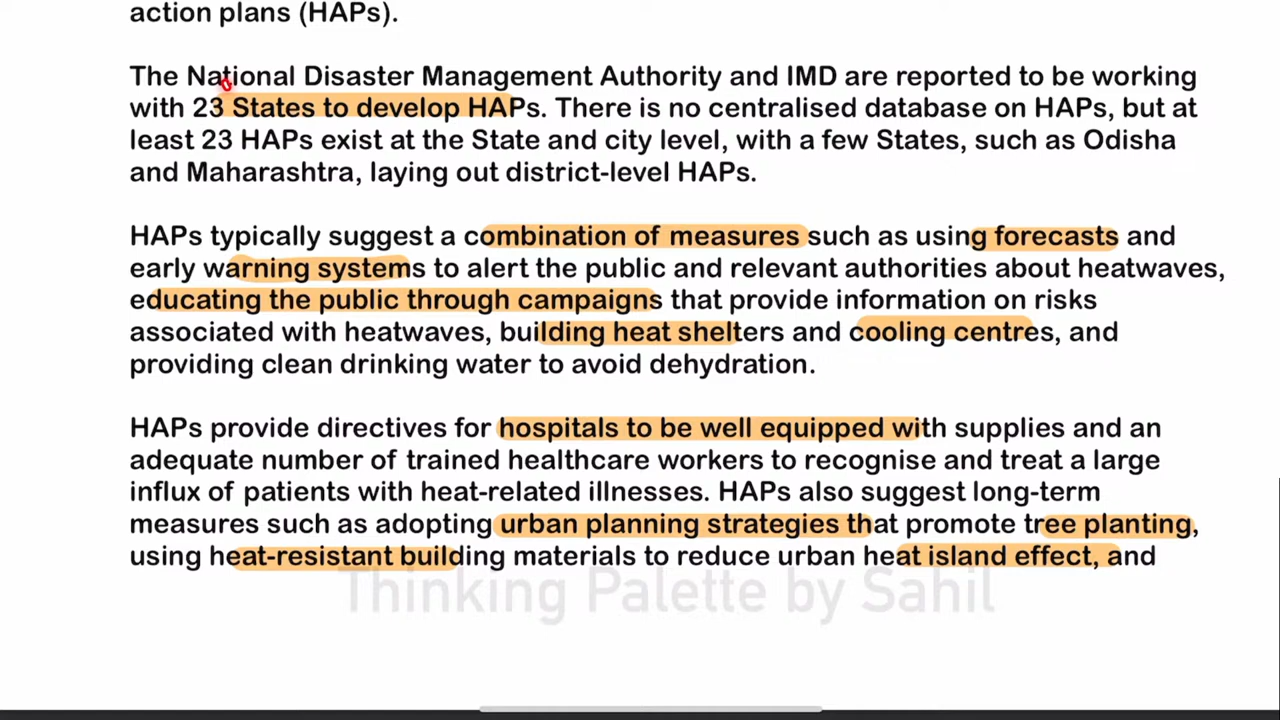 action plans (HAPs).
The National Disaster Management Authority and IMD are reported to be working
with 23 States to develop HAPs. There is no centralised database on HAPs, but at
least 23 HAPs exist at the State and city level, with a few States, such as Odisha
and Maharashtra, laying out district-level HAPs.
HAPs typically suggest a combination of measures such as using forecasts and
early warning systems to alert the public and relevant authorities about heatwaves,
educating the public through campaigns that provide information on risks
associated with heatwaves, building heat shelters and cooling centres, and
providing clean drinking water to avoid dehydration.
HAPs provide directives for hospitals to be well equipped with supplies and an
adequate number of trained healthcare workers to recognise and treat a large
influx of patients with heat-related illnesses. HAPs also suggest long-term
measures such as adopting urban planning strategies that promote tree planting,
using heat-resistant building materials to reduce urban heat island effect, and
Thinking Palette by Sahil